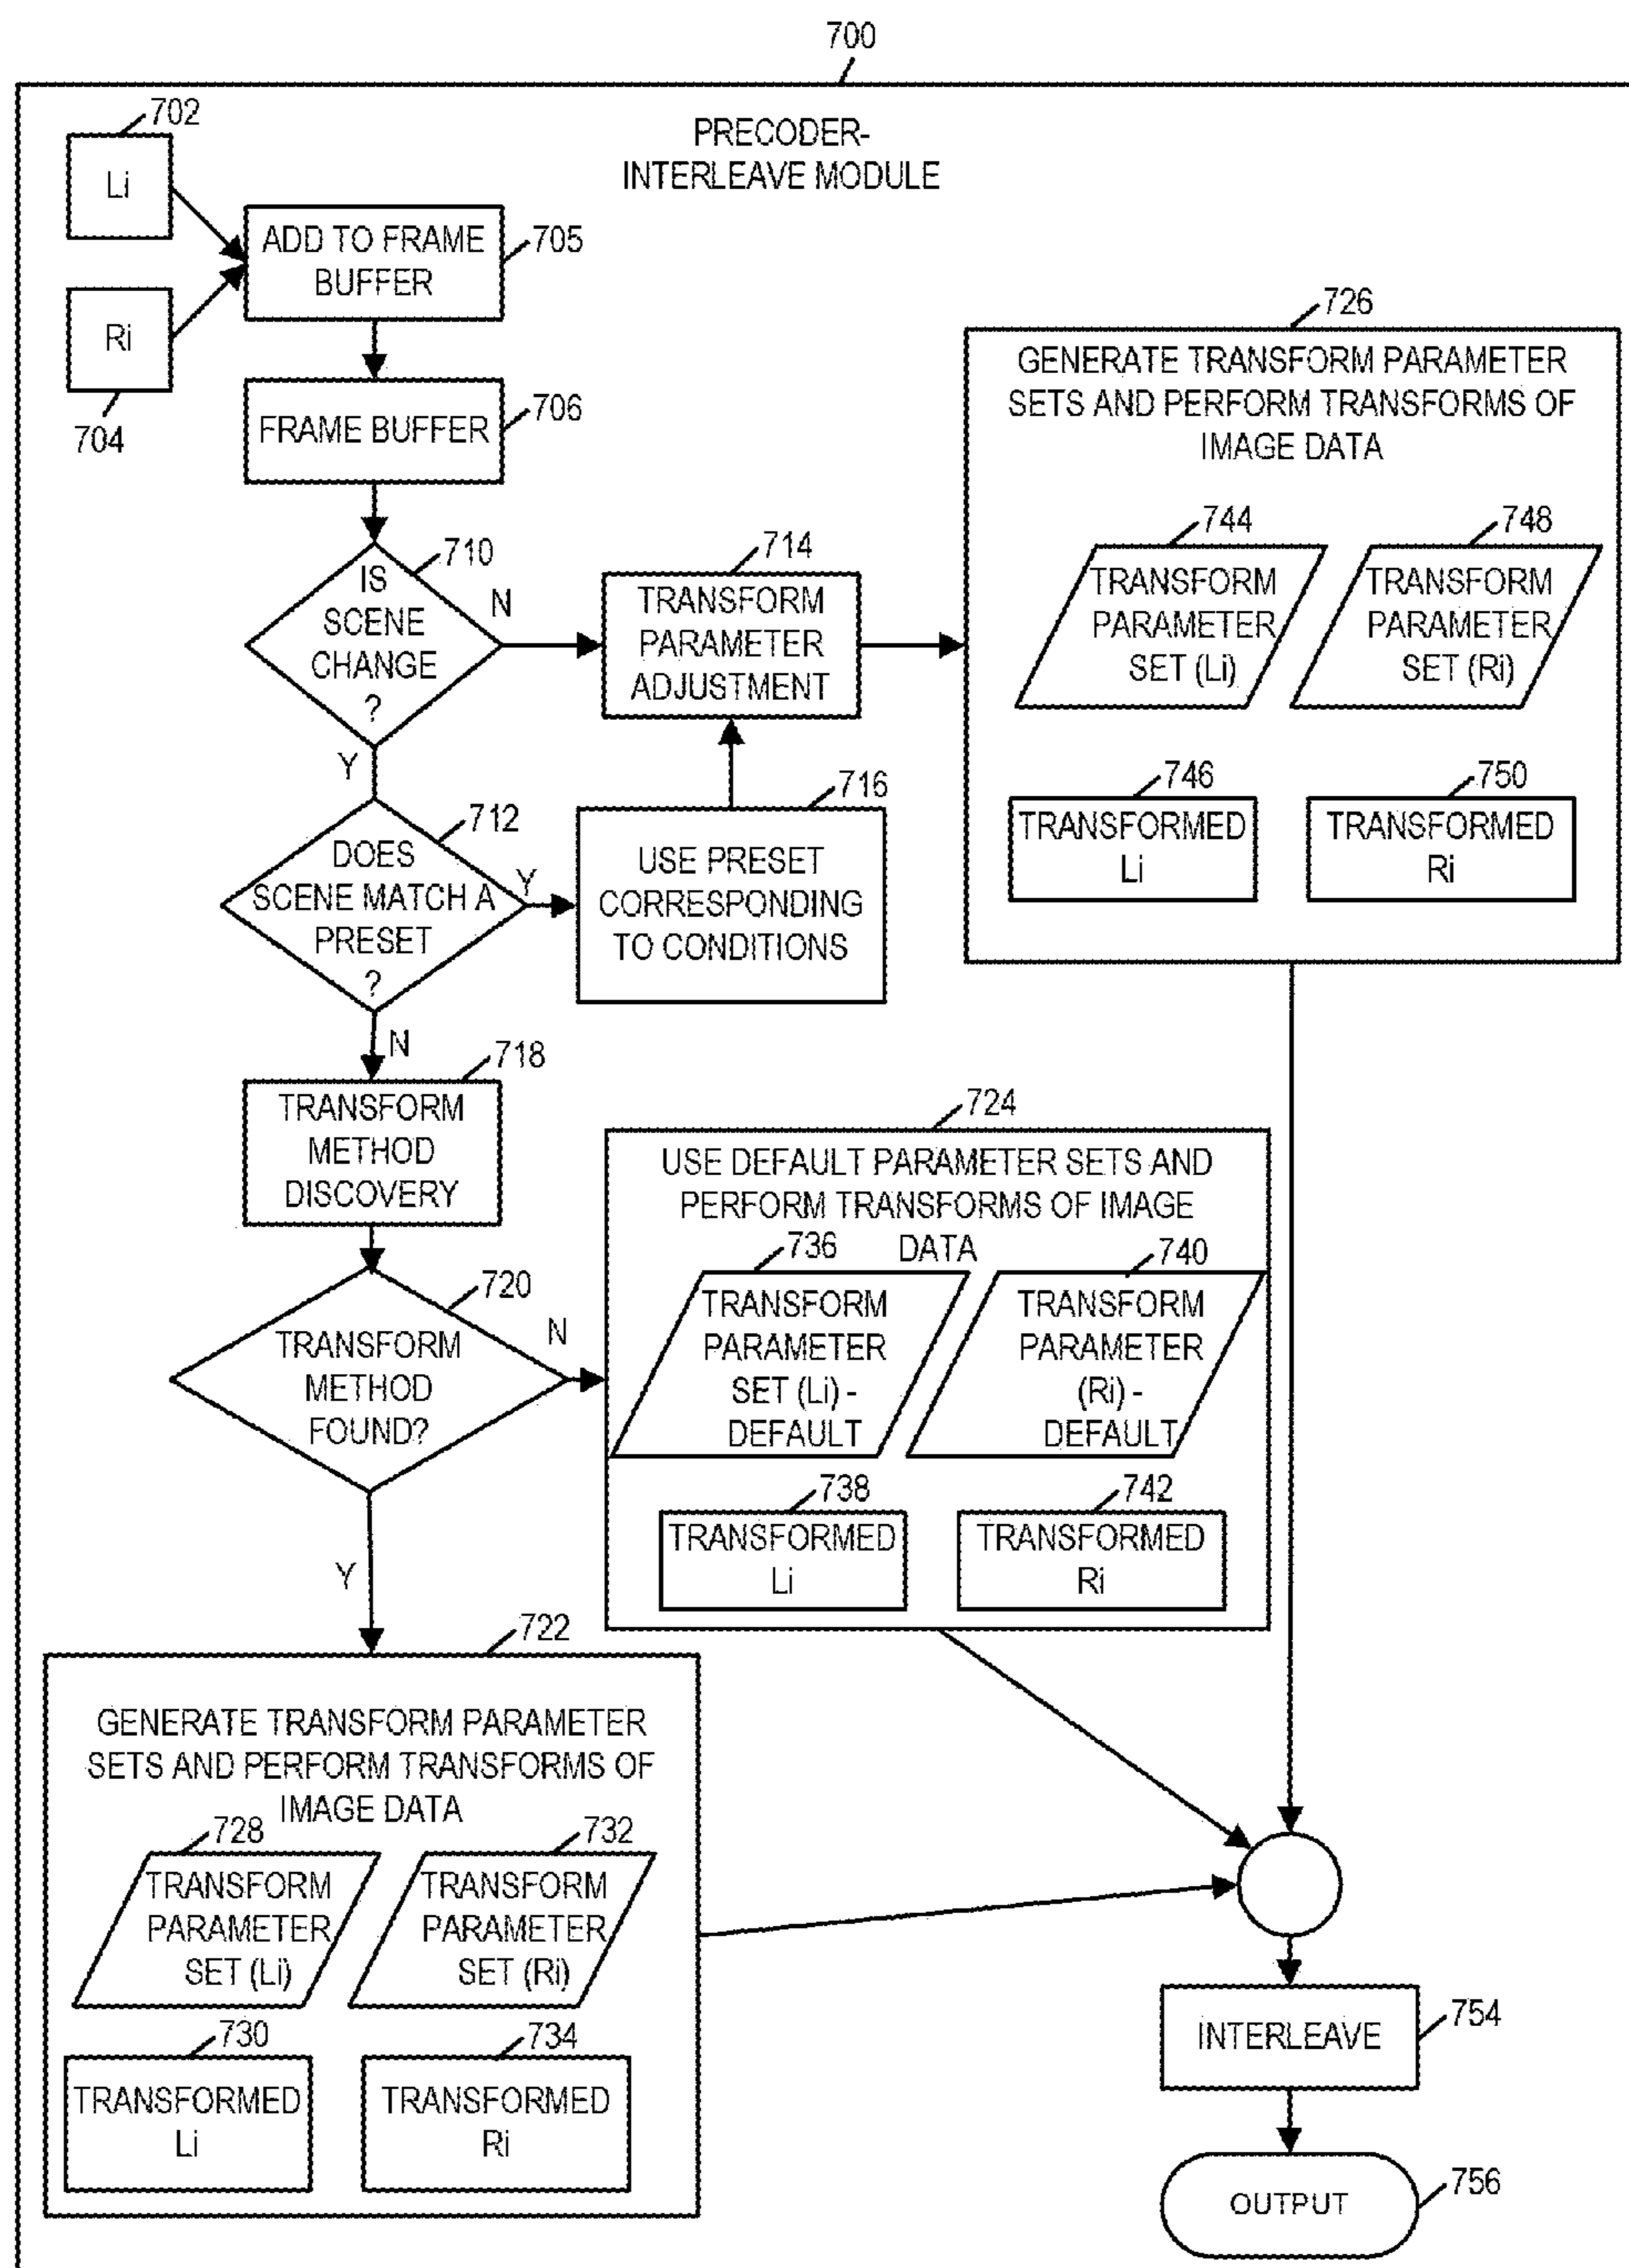 700
PRECODER-
INTERLEAVE MODULE
702
Li
ADD TO FRAME
BUFFER
705
Ri
704
FRAME BUFFER
706
726
GENERATE TRANSFORM PARAMETER
SETS AND PERFORM TRANSFORMS OF
IMAGE DATA
744
TRANSFORM
PARAMETER
SET (Li)
748
TRANSFORM
PARAMETER
SET (Ri)
746
TRANSFORMED
Li
750
TRANSFORMED
Ri
710
IS
SCENE
CHANGE
?
N
Y
714
TRANSFORM
PARAMETER
ADJUSTMENT
712
DOES
SCENE MATCH A
PRESET
?
Y
N
716
USE PRESET
CORRESPONDING
TO CONDITIONS
718
TRANSFORM
METHOD
DISCOVERY
720
TRANSFORM
METHOD
FOUND?
N
Y
724
USE DEFAULT PARAMETER SETS AND
PERFORM TRANSFORMS OF IMAGE
DATA
736
TRANSFORM
PARAMETER
SET (Li) -
DEFAULT
740
TRANSFORM
PARAMETER
(Ri) -
DEFAULT
738
TRANSFORMED
Li
742
TRANSFORMED
Ri
722
GENERATE TRANSFORM PARAMETER
SETS AND PERFORM TRANSFORMS OF
IMAGE DATA
728
TRANSFORM
PARAMETER
SET (Li)
732
TRANSFORM
PARAMETER
SET (Ri)
730
TRANSFORMED
Li
734
TRANSFORMED
Ri
INTERLEAVE
754
OUTPUT
756